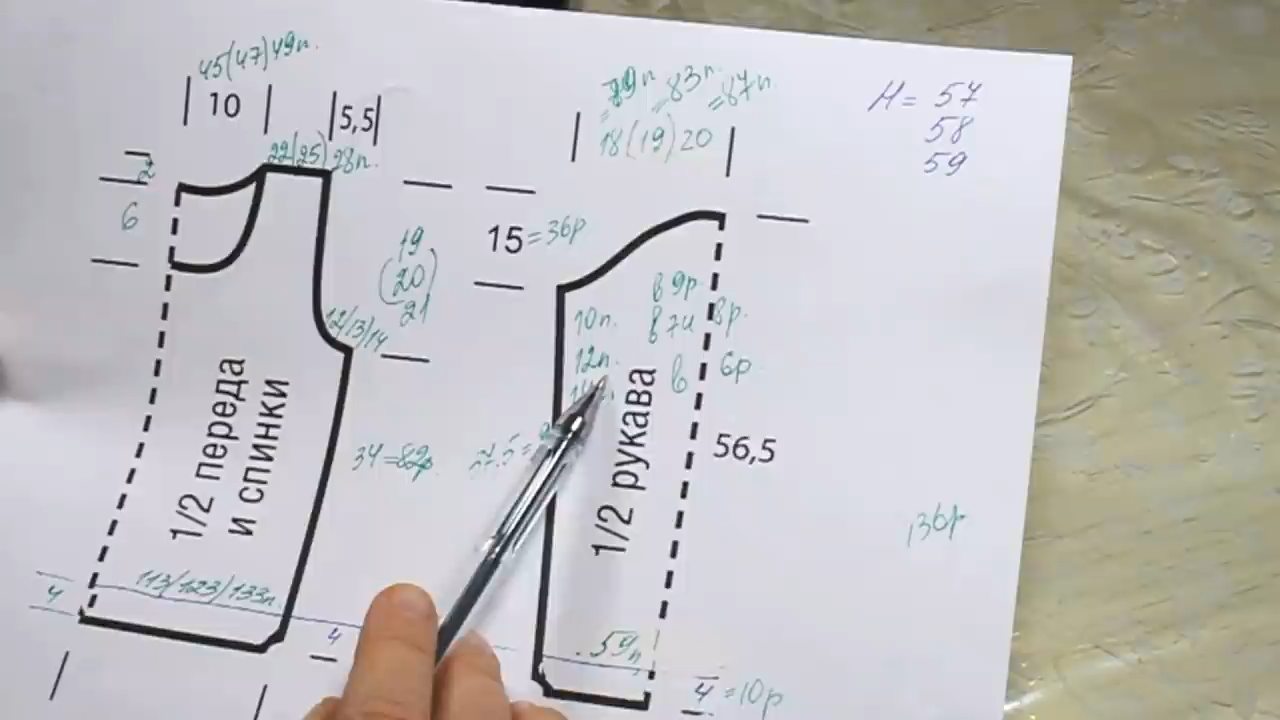 45(47)49п.
10
5,5
22(25)28п.
2
6
19
(20)
21
12/13/14
1/2 переда
и спинки
34=82р.
113/123/133п.
4
4
79п=83п=87п.
18(19)20
15=36р
в 9р
10п. в 7и 8р.
12п. в 6р
1/2 рукава
56,5
59п
4=10р
Н= 57
58
59
136р